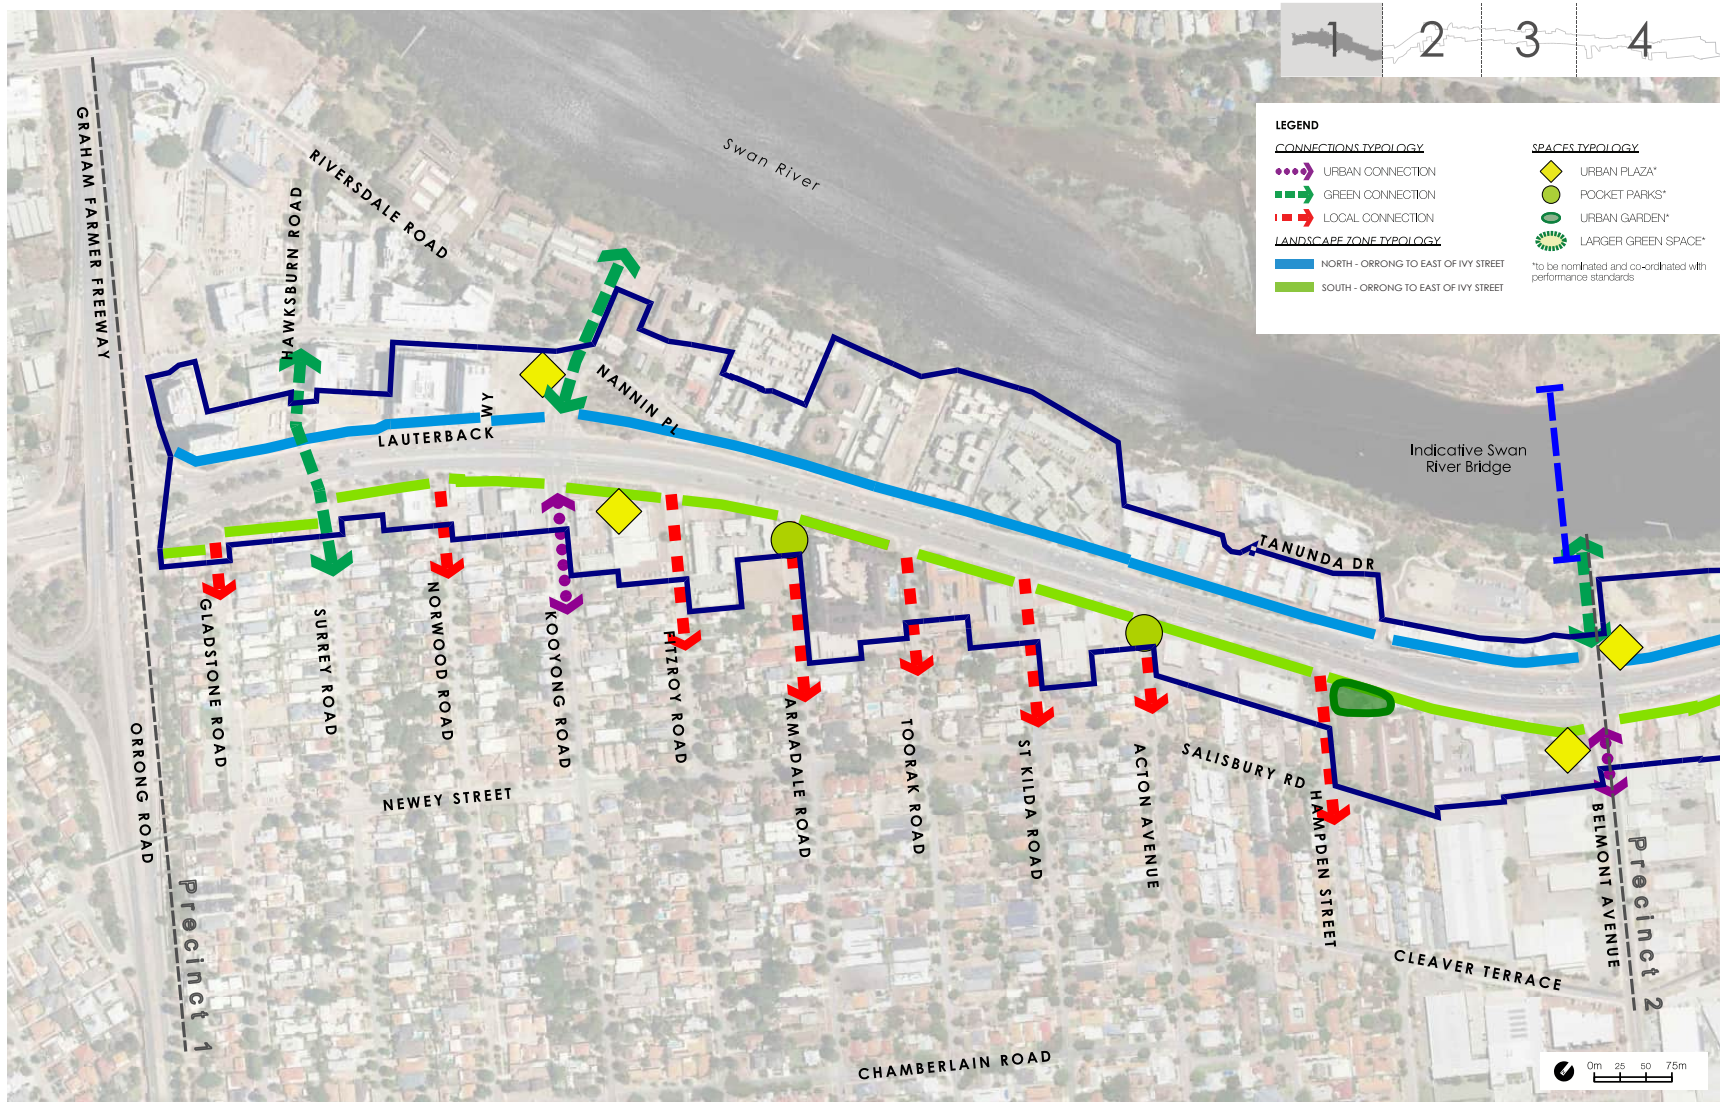 1
2
3
4
LEGEND
CONNECTIONS TYPOLOGY
URBAN CONNECTION
GREEN CONNECTION
LOCAL CONNECTION
LANDSCAPE ZONE TYPOLOGY
NORTH - ORRONG TO EAST OF IVY STREET
SOUTH - ORRONG TO EAST OF IVY STREET
SPACES TYPOLOGY
URBAN PLAZA*
POCKET PARKS*
URBAN GARDEN*
LARGER GREEN SPACE*
*to be nominated and co-ordinated with
performance standards
GRAHAM FARMER FREEWAY
RIVERSDALE ROAD
HAWKSBURN ROAD
Swan River
NANNIN PL
LAUTERBACK
WY
Indicative Swan
River Bridge
TANUNDA DR
GLADSTONE ROAD
SURREY ROAD
NORWOOD ROAD
KOOYONG ROAD
FITZROY ROAD
ARMADALE ROAD
TOORAK ROAD
ST KILDA ROAD
ACTON AVENUE
SALISBURY RD
HAMPDEN STREET
BELMONT AVENUE
ORRONG ROAD
NEWEY STREET
Precinct 1
Precinct 2
CLEAVER TERRACE
CHAMBERLAIN ROAD
0m 25 50 75m